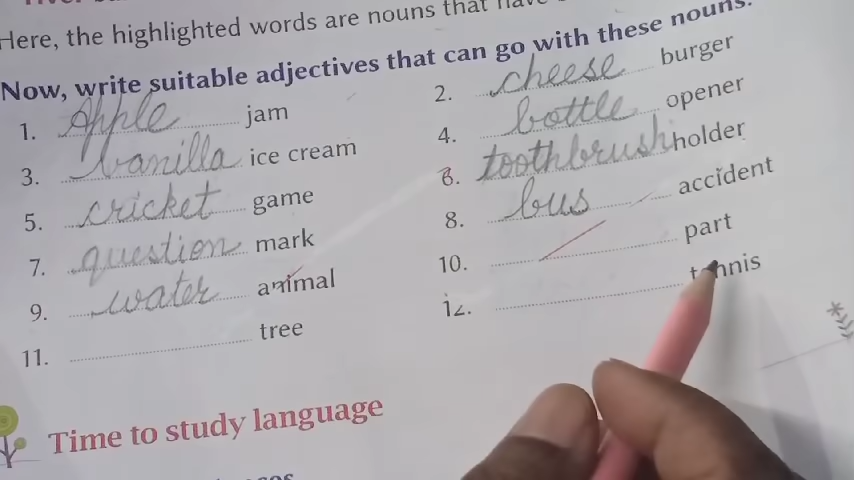 Here, the highlighted words are nouns that have
Now, write suitable adjectives that can go with these nouns.
1. Apple jam
2. cheese burger
3. vanilla ice cream
4. bottle opener
5. cricket game
6. toothbrush holder
7. question mark
8. bus accident
9. water animal
10. part
11. tree
12. tennis
Time to study language